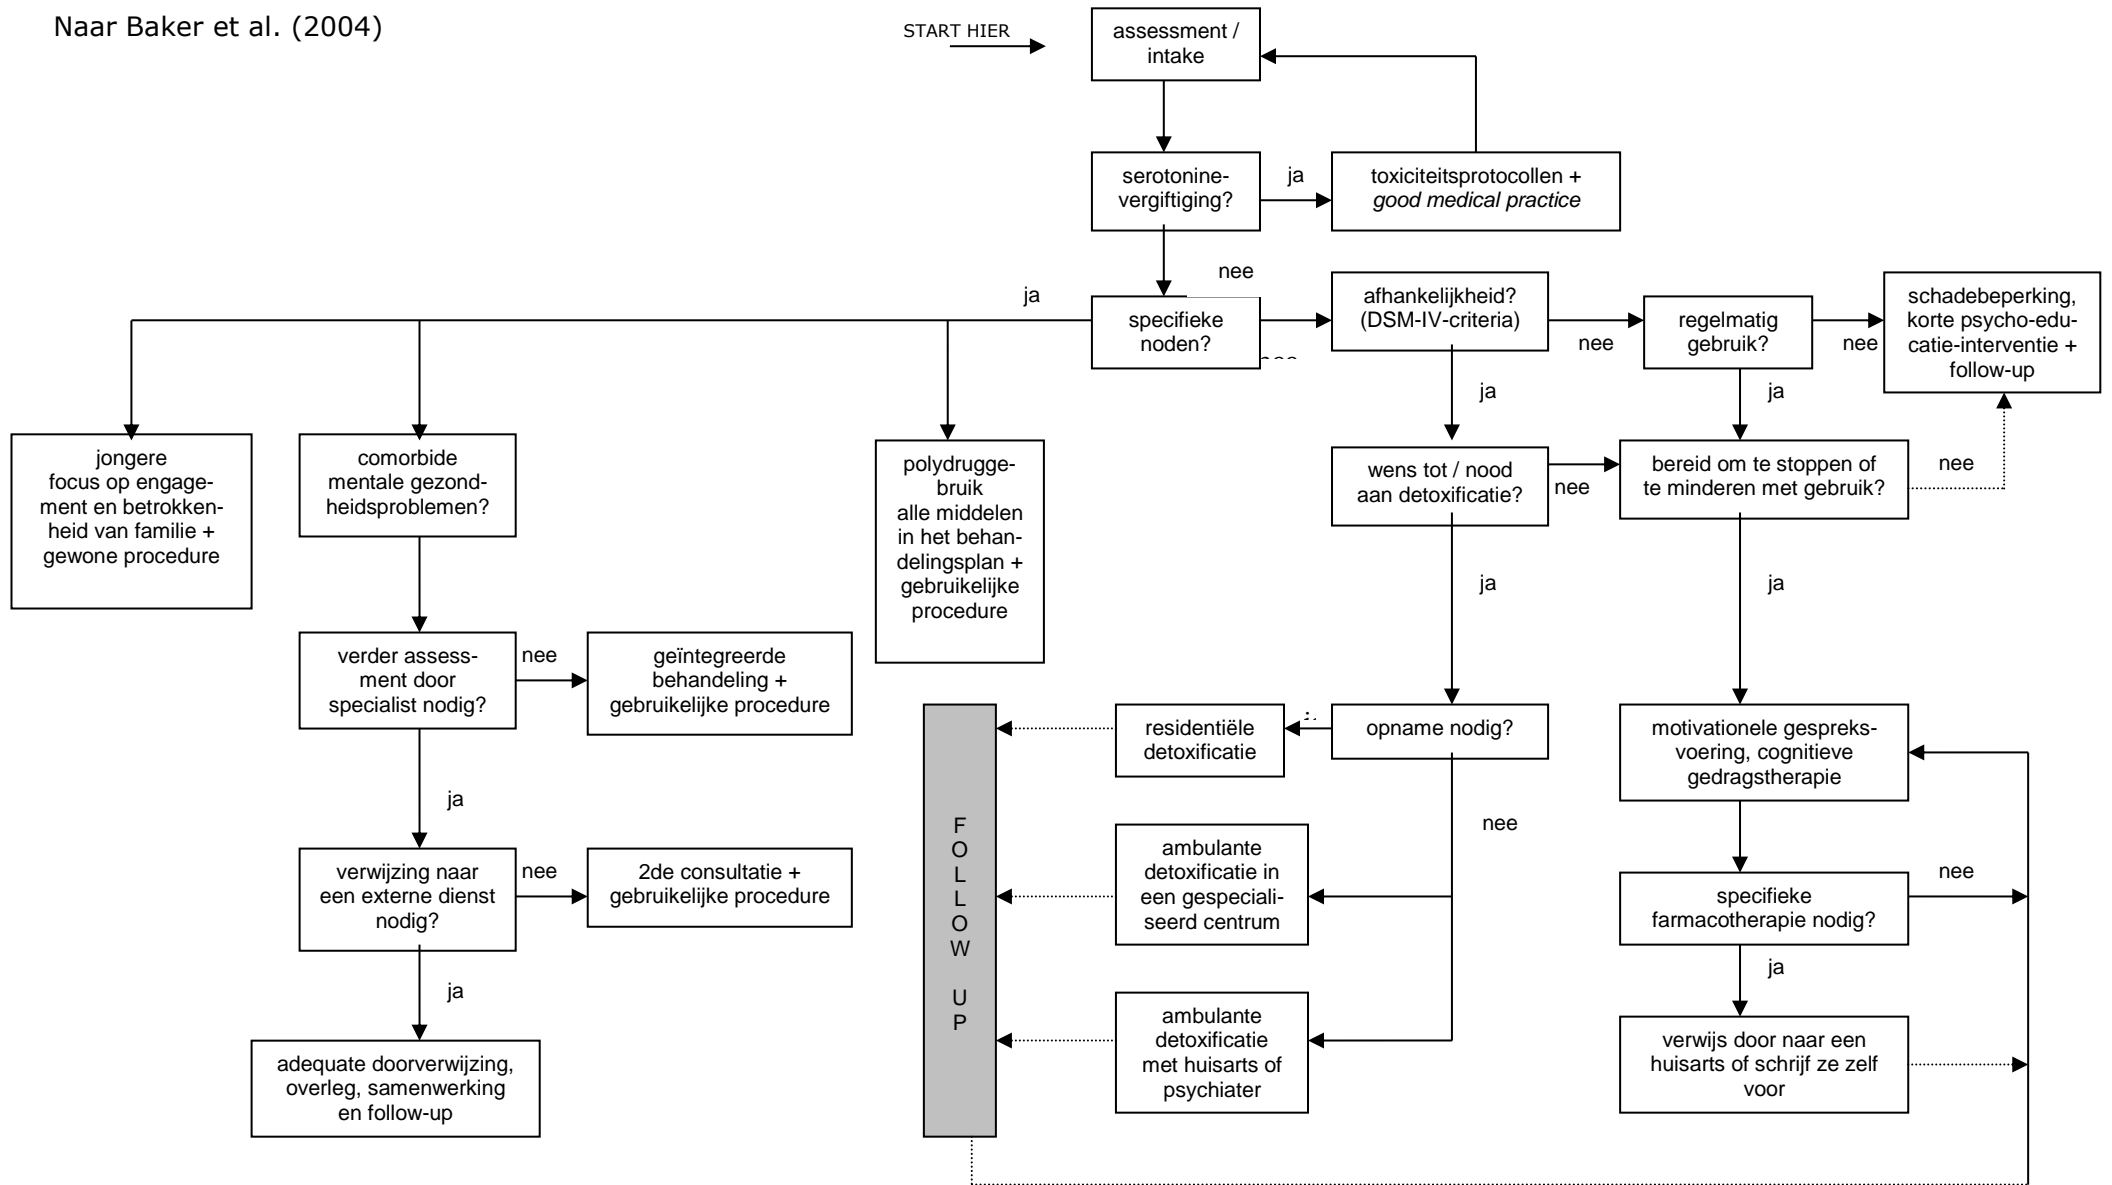 Naar Baker et al. (2004)
START HIER
assessment /
intake
serotonine-
vergiftiging?
ja
toxiciteitsprotocollen +
good medical practice
nee
ja
specifieke
noden?
afhankelijkheid?
(DSM-IV-criteria)
nee
regelmatig
gebruik?
nee
schadebeperking,
korte psycho-edu-
catie-interventie +
follow-up
ja
ja
jongere
focus op engage-
ment en betrokken-
heid van familie +
gewone procedure
comorbide
mentale gezond-
heidsproblemen?
polydrugge-
bruik
alle middelen
in het behan-
delingsplan +
gebruikelijke
procedure
wens tot / nood
aan detoxificatie?
nee
bereid om te stoppen of
te minderen met gebruik?
nee
ja
ja
verder assess-
ment door
specialist nodig?
nee
geïntegreerde
behandeling +
gebruikelijke procedure
residentiële
detoxificatie
opname nodig?
motivationele gespreks-
voering, cognitieve
gedragstherapie
ja
nee
verwijzing naar
een externe dienst
nodig?
nee
2de consultatie +
gebruikelijke procedure
F
O
L
L
O
W
U
P
ambulante
detoxificatie in
een gespeciali-
seerd centrum
specifieke
farmacotherapie nodig?
nee
ja
ja
adequate doorverwijzing,
overleg, samenwerking
en follow-up
ambulante
detoxificatie
met huisarts of
psychiater
verwijs door naar een
huisarts of schrijf ze zelf
voor